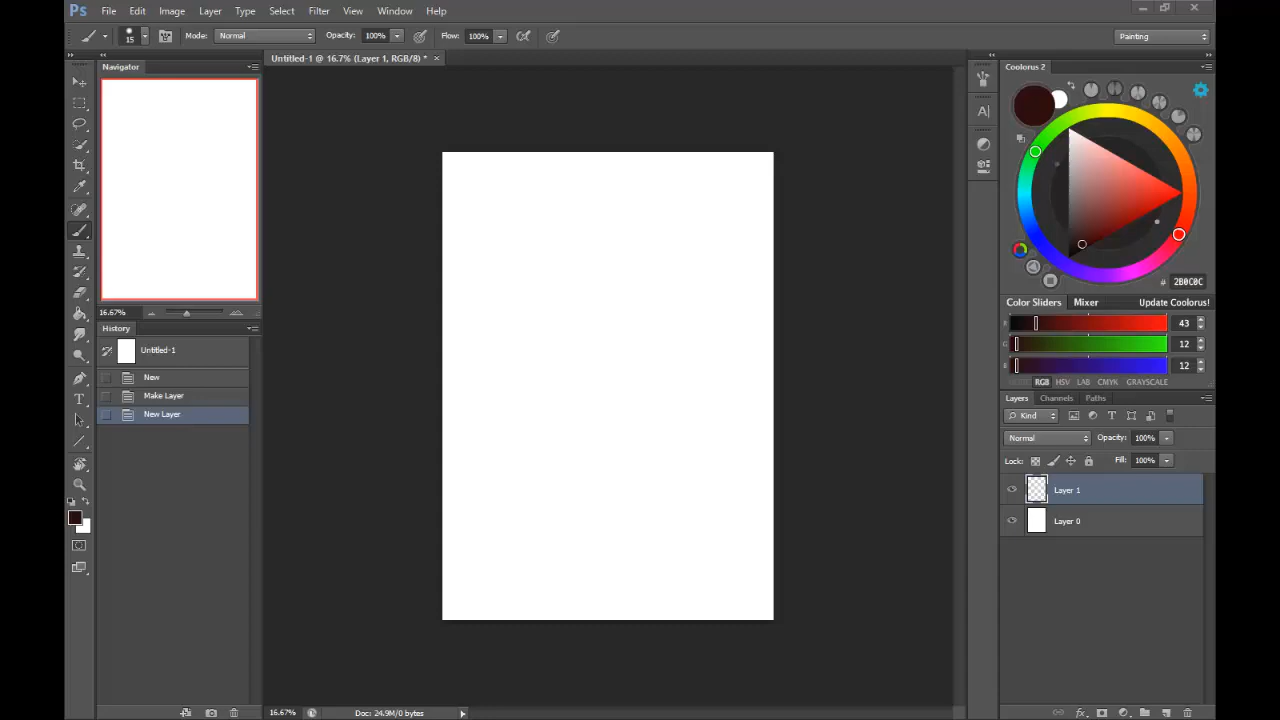 Ps File Edit Image Layer Type Select Filter View Window Help
15 Mode: Normal Opacity: 100% Flow: 100% Painting
Untitled-1 @ 16.7% (Layer 1, RGB/8) * ×
Navigator
16.67%
History
Untitled-1
New
Make Layer
New Layer
Coolorus 2
# 2B0C0C
Color Sliders Mixer Update Coolorus!
R 43
G 12
B 12
RGB HSV LAB CMYK GRAYSCALE
Layers Channels Paths
Kind
Normal Opacity: 100%
Lock: Fill: 100%
Layer 1
Layer 0
16.67% Doc: 24.9M/0 bytes